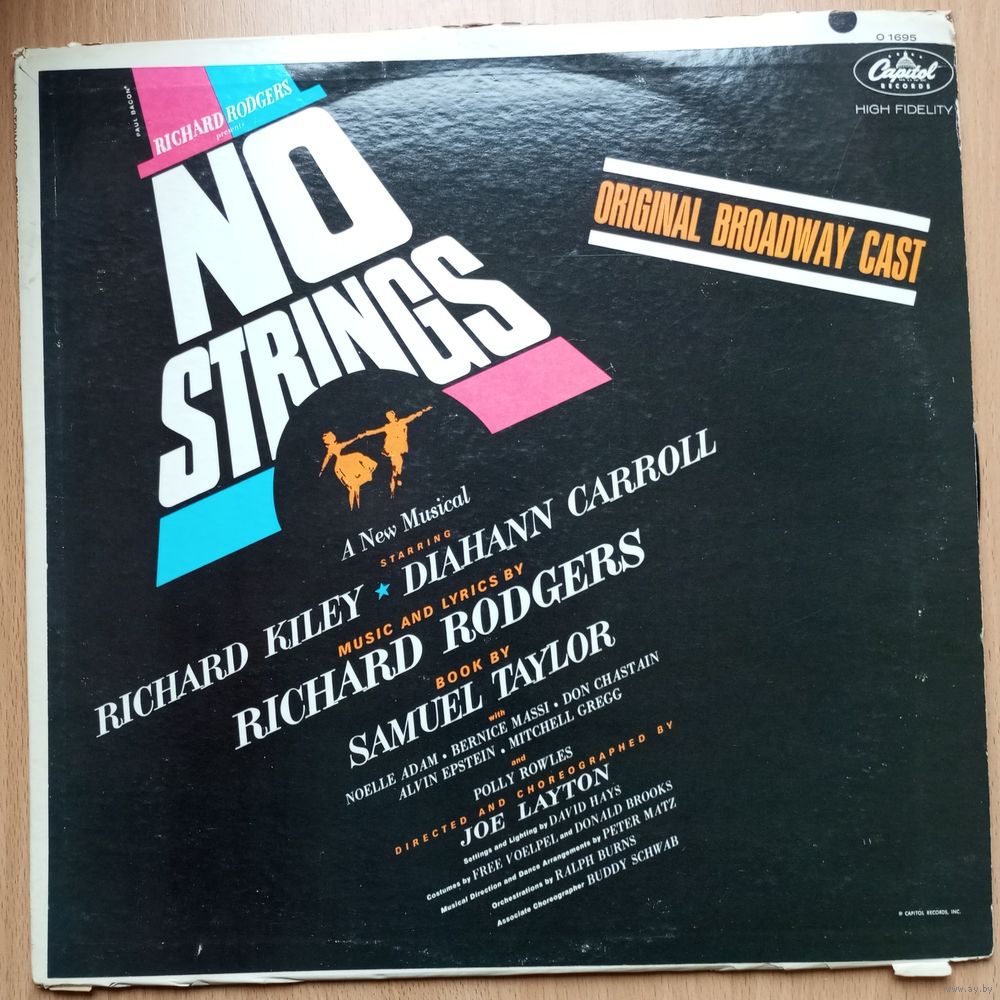 O 1695
Capitol
RECORDS
HIGH FIDELITY
PAUL BACON
RICHARD RODGERS
presents
NO
STRINGS
ORIGINAL BROADWAY CAST
A New Musical
STARRING
RICHARD KILEY ★ DIAHANN CARROLL
MUSIC AND LYRICS BY
RICHARD RODGERS
BOOK BY
SAMUEL TAYLOR
with
NOELLE ADAM • BERNICE MASSI • DON CHASTAIN
ALVIN EPSTEIN • MITCHELL GREGG
and
POLLY ROWLES
DIRECTED AND CHOREOGRAPHED BY
JOE LAYTON
Settings and Lighting by DAVID HAYS
Costumes by FREE VOELPEL and DONALD BROOKS
Musical Direction and Dance Arrangements by PETER MATZ
Orchestrations by RALPH BURNS
Associate Choreographer BUDDY SCHWAB
® CAPITOL RECORDS, INC.
www.ay.by